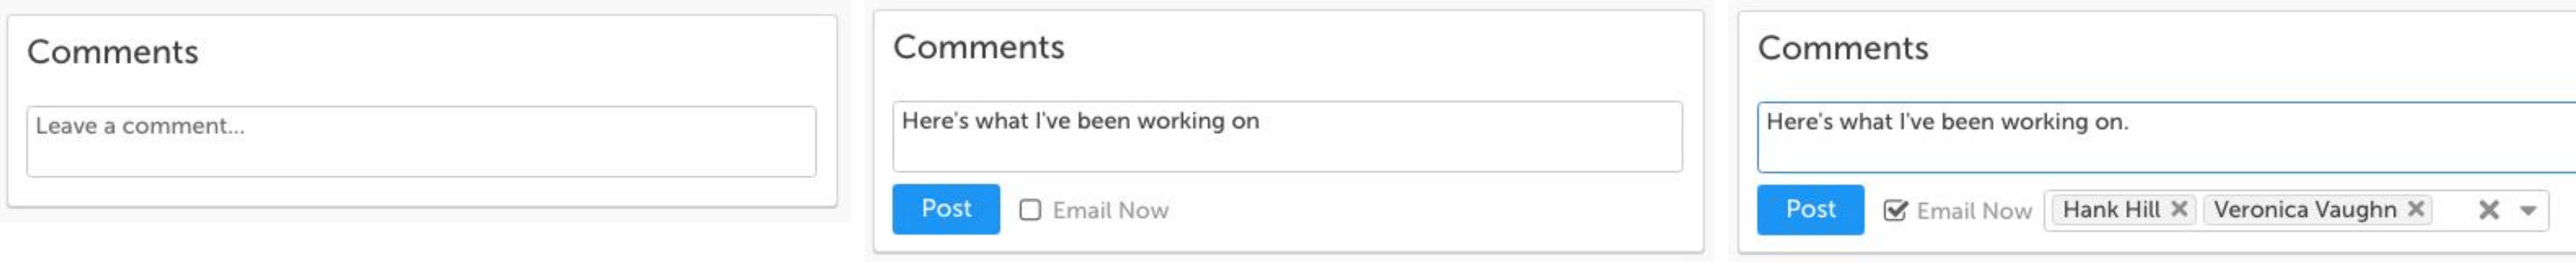 Comments
Leave a comment...
Comments
Here's what I've been working on
Post Email Now
Comments
Here's what I've been working on.
Post Email Now Hank Hill Veronica Vaughn